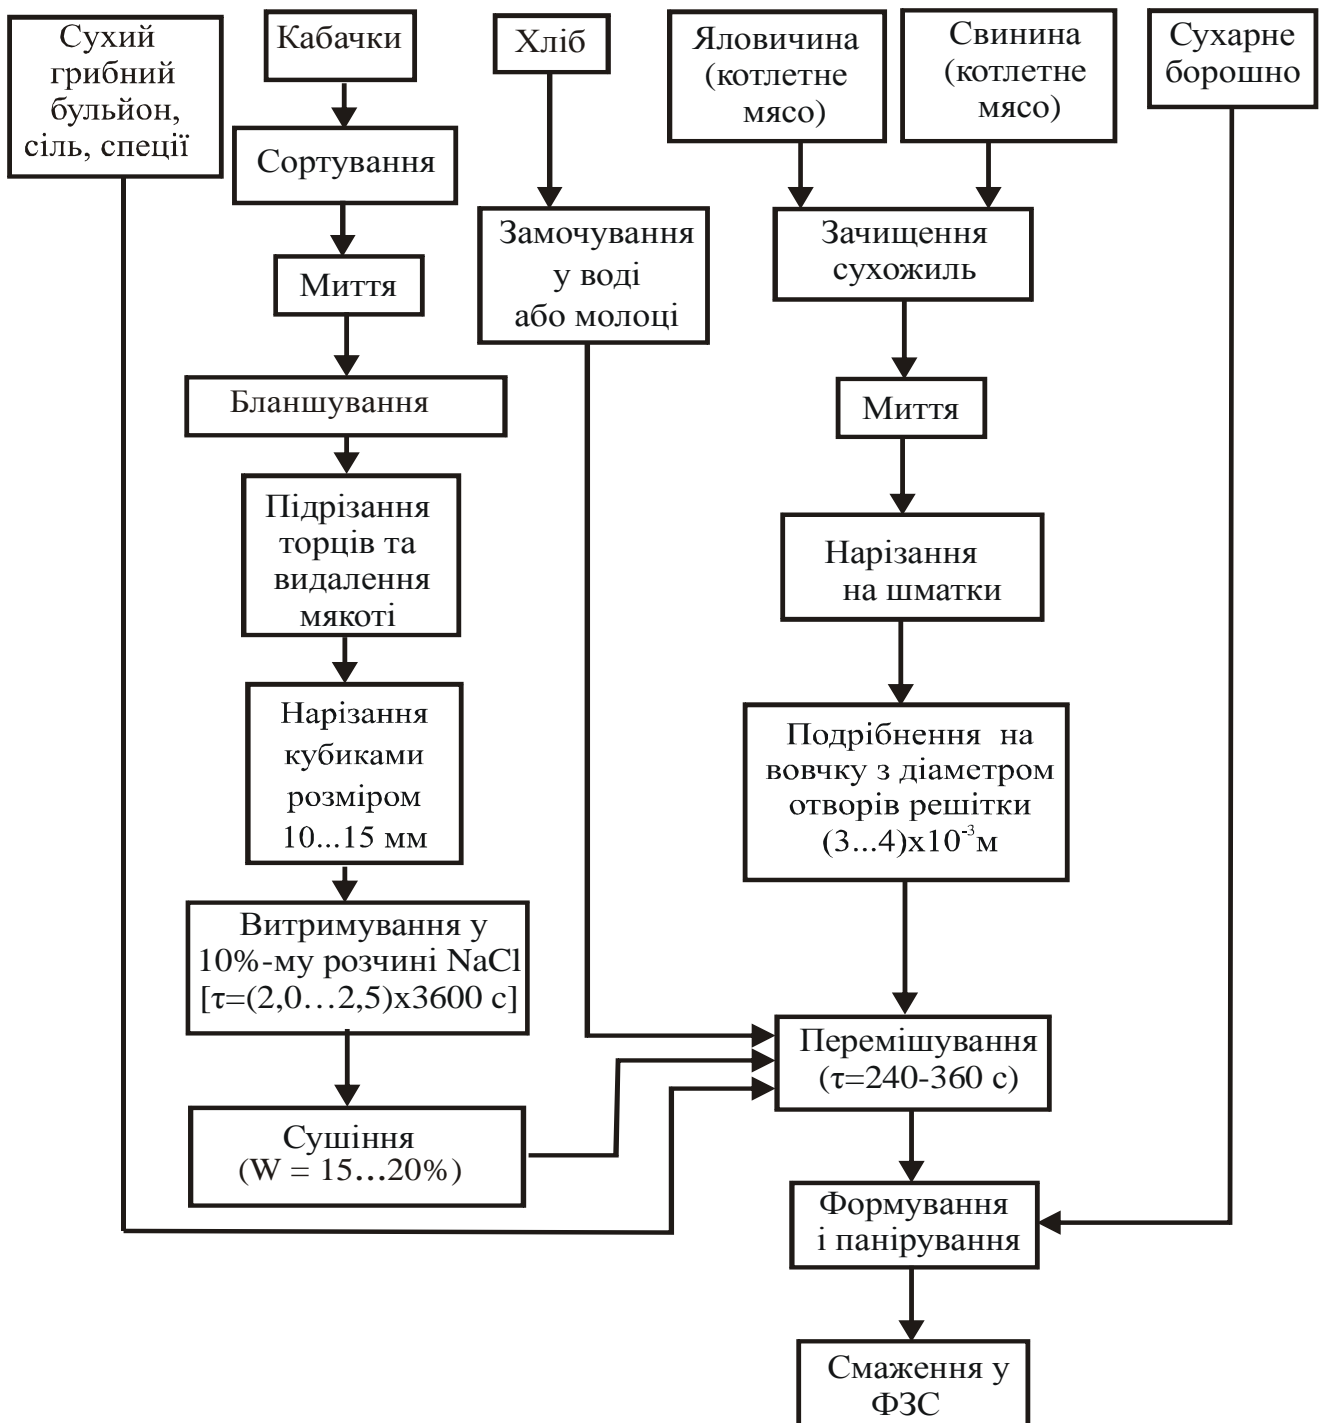 Сухий
грибний
бульйон,
сіль, спеції
Кабачки
Хліб
Яловичина
(котлетне
мясо)
Свинина
(котлетне
мясо)
Сухарне
борошно
Сортування
Замочування
у воді
або молоці
Зачищення
сухожиль
Миття
Бланшування
Миття
Підрізання
торців та
видалення
мякоті
Нарізання
на шматки
Нарізання
кубиками
розміром
10...15 мм
Подрібнення на
вовчку з діаметром
отворів решітки
(3...4)х10⁻³м
Витримування у
10%-му розчині NaCl
[τ=(2,0…2,5)х3600 с]
Перемішування
(τ=240-360 с)
Сушіння
(W = 15...20%)
Формування
і панірування
Смаження у
ФЗС